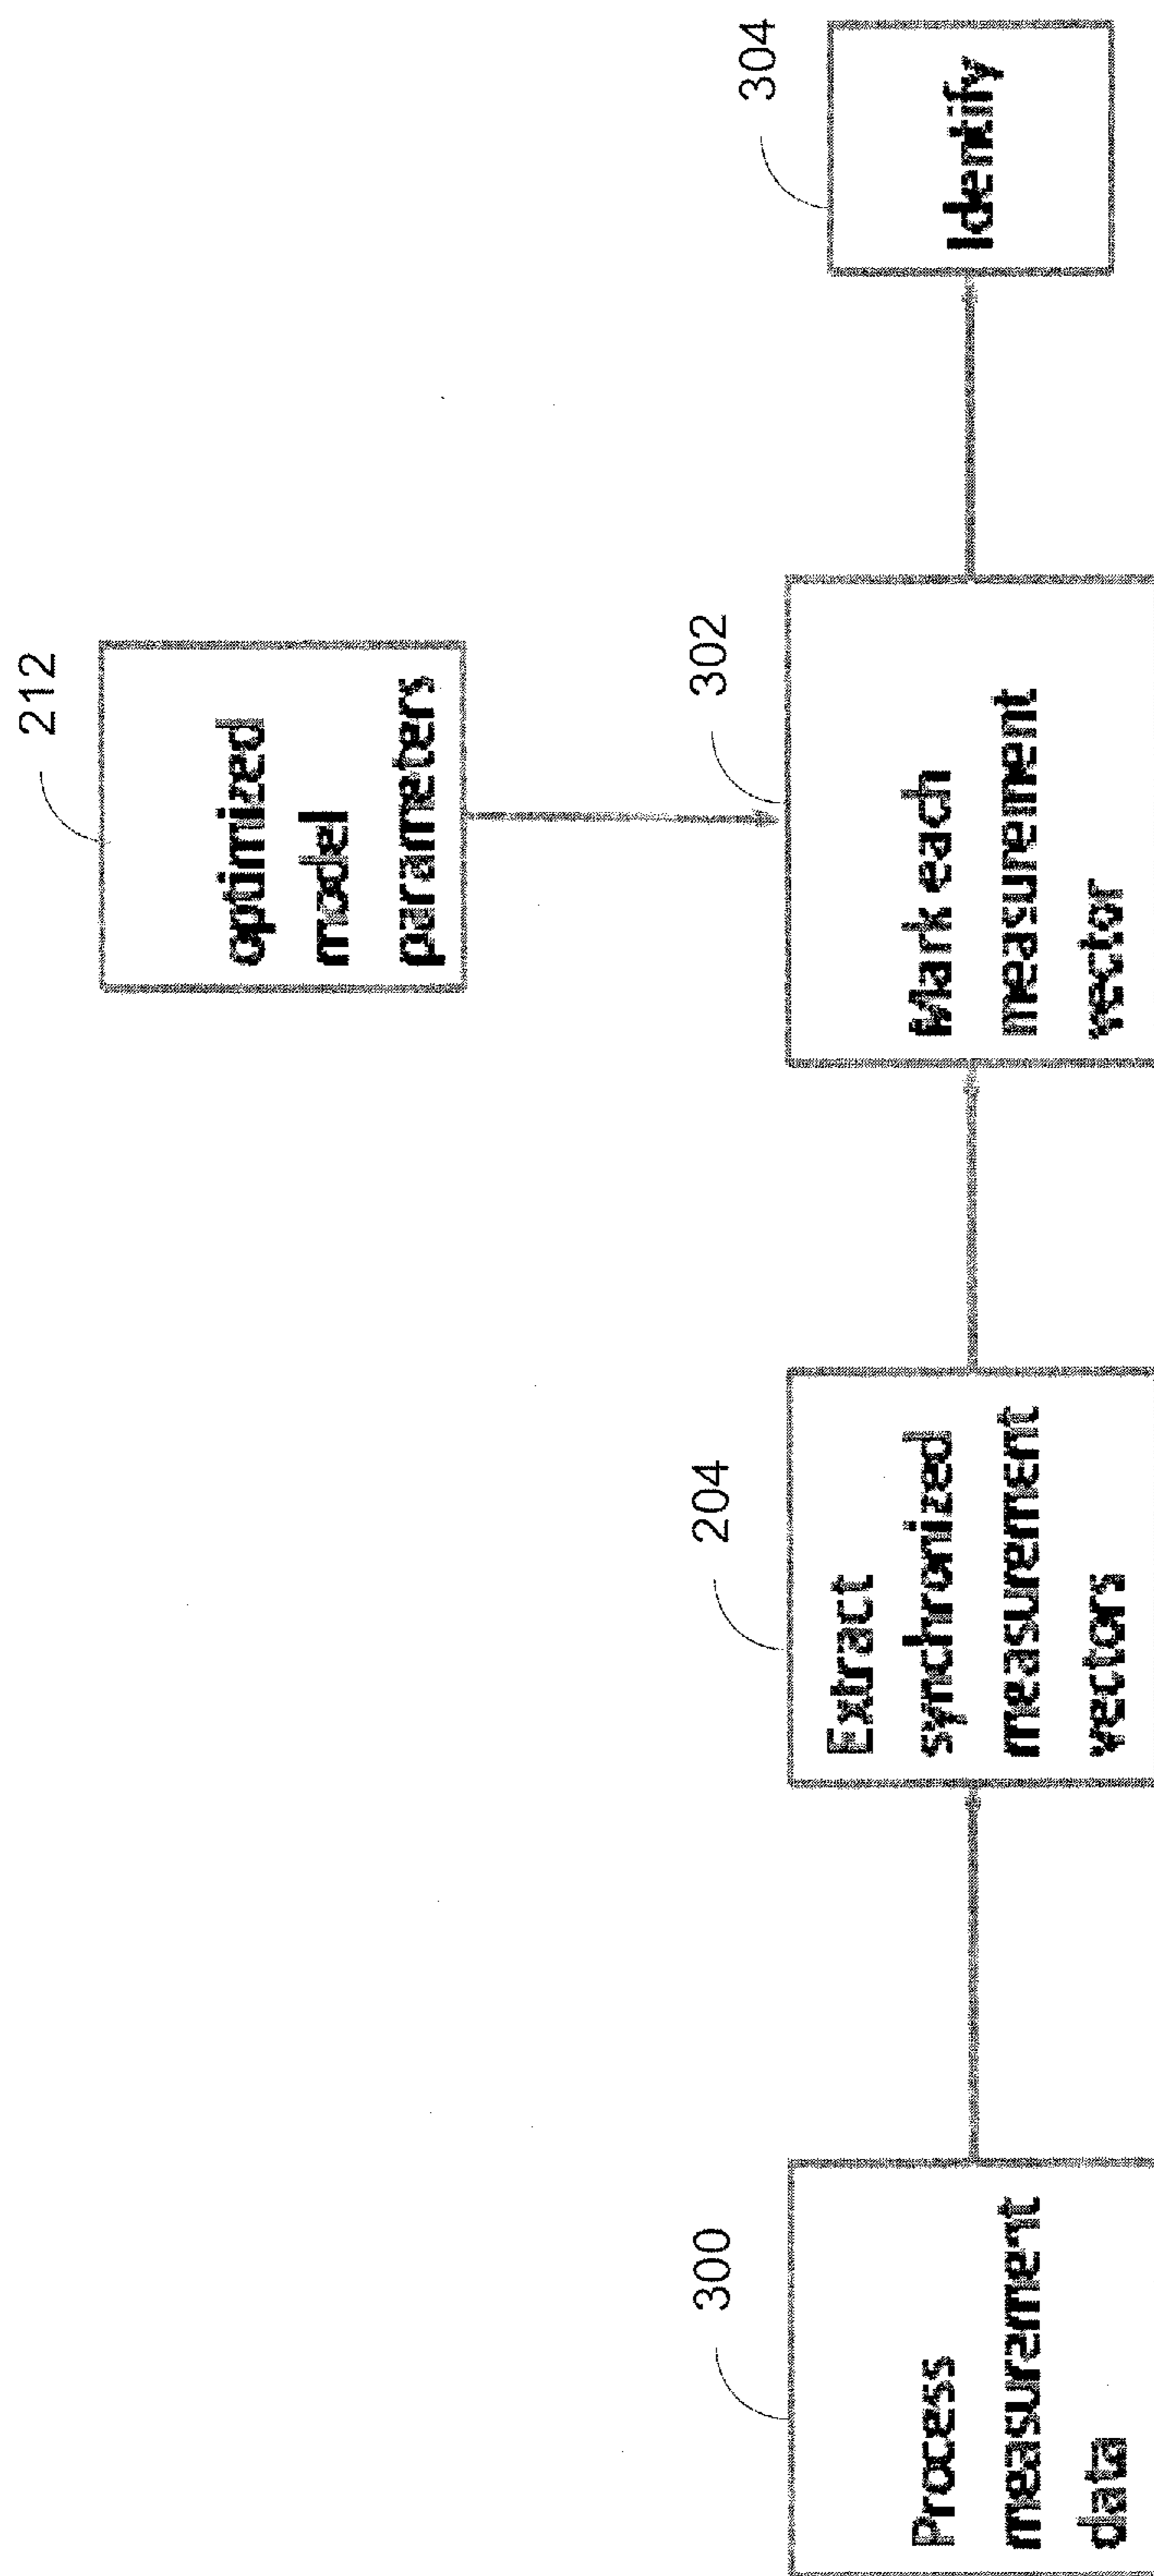 212
optimized
model
parameters
300
Process
measurement
data
204
Extract
synchronized
measurement
vectors
302
Mark each
measurement
vector
304
Identify